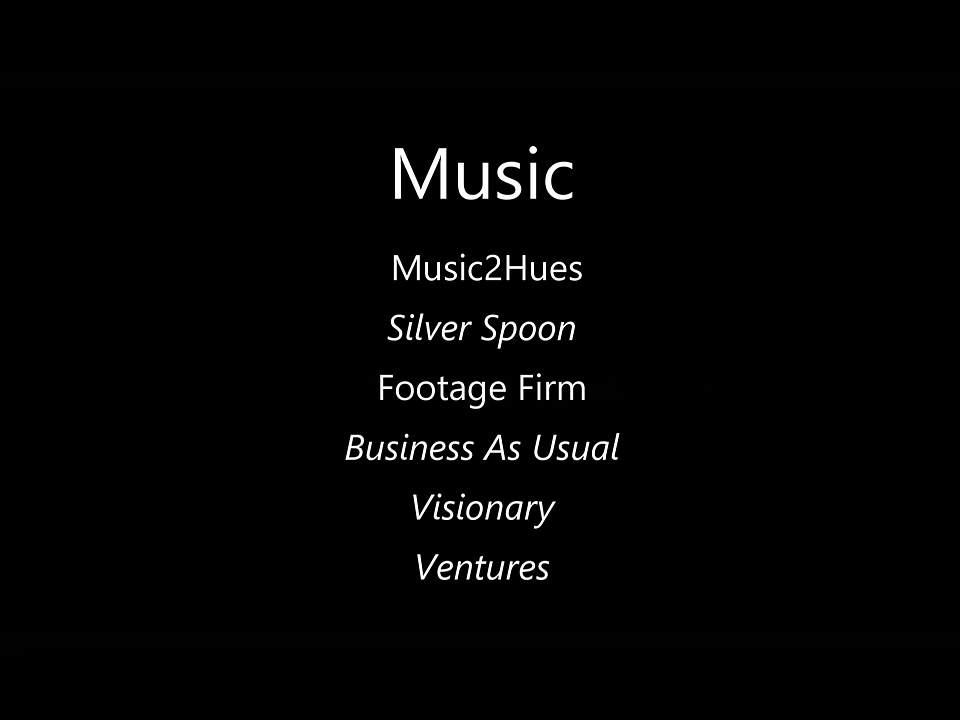 Music
Music2Hues
Silver Spoon
Footage Firm
Business As Usual
Visionary
Ventures